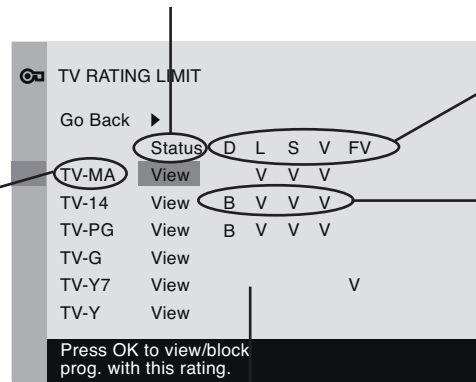 TV RATING LIMIT
Go Back
Status D L S V FV
TV-MA View V V V
TV-14 View B V V V
TV-PG View B V V V
TV-G View
TV-Y7 View V
TV-Y View
Press OK to view/block
prog. with this rating.